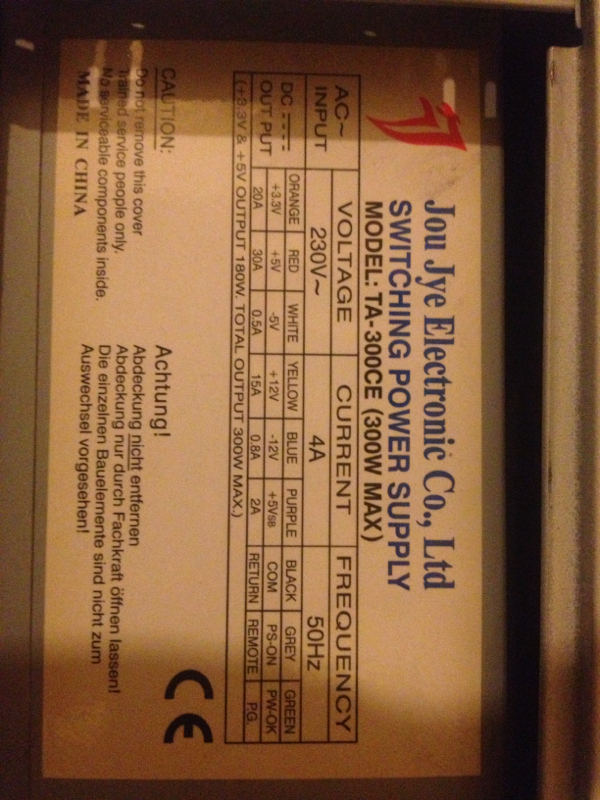 Jou Jye Electronic Co., Ltd
SWITCHING POWER SUPPLY
MODEL: TA-300CE (300W MAX)
AC~ INPUT VOLTAGE CURRENT FREQUENCY
230V~ 4A 50Hz
DC OUTPUT ORANGE RED WHITE YELLOW BLUE PURPLE BLACK GREY GREEN
+3.3V +5V -5V +12V -12V +5VSB COM PS-ON PW-OK
20A 30A 0.5A 15A 0.8A 2A RETURN REMOTE P.G.
(+3.3V & +5V OUTPUT 180W. TOTAL OUTPUT 300W MAX.)
CAUTION:
Do not remove this cover
Trained service people only.
No serviceable components inside.
MADE IN CHINA
Achtung!
Abdeckung nicht entfernen
Abdeckung nur durch Fachkraft öffnen lassen!
Die einzelnen Bauelemente sind nicht zum
Auswechsel vorgesehen!
CE